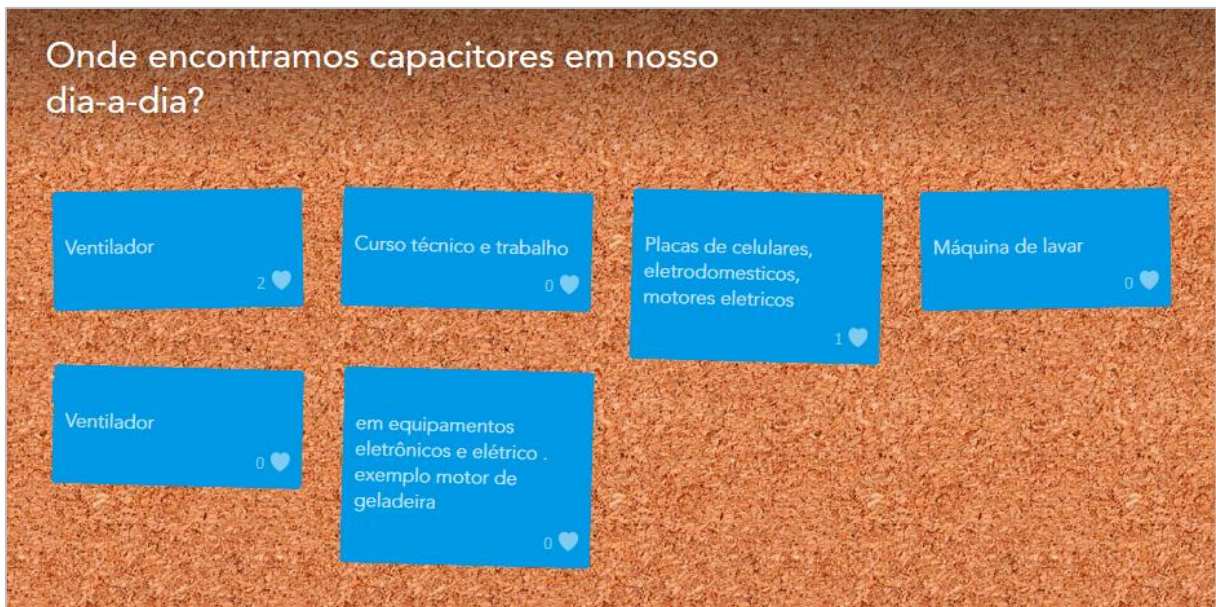 Onde encontramos capacitores em nosso
dia-a-dia?
Ventilador
2
Curso técnico e trabalho
0
Placas de celulares,
eletrodomesticos,
motores eletricos
1
Máquina de lavar
0
Ventilador
0
em equipamentos
eletrônicos e elétrico .
exemplo motor de
geladeira
0